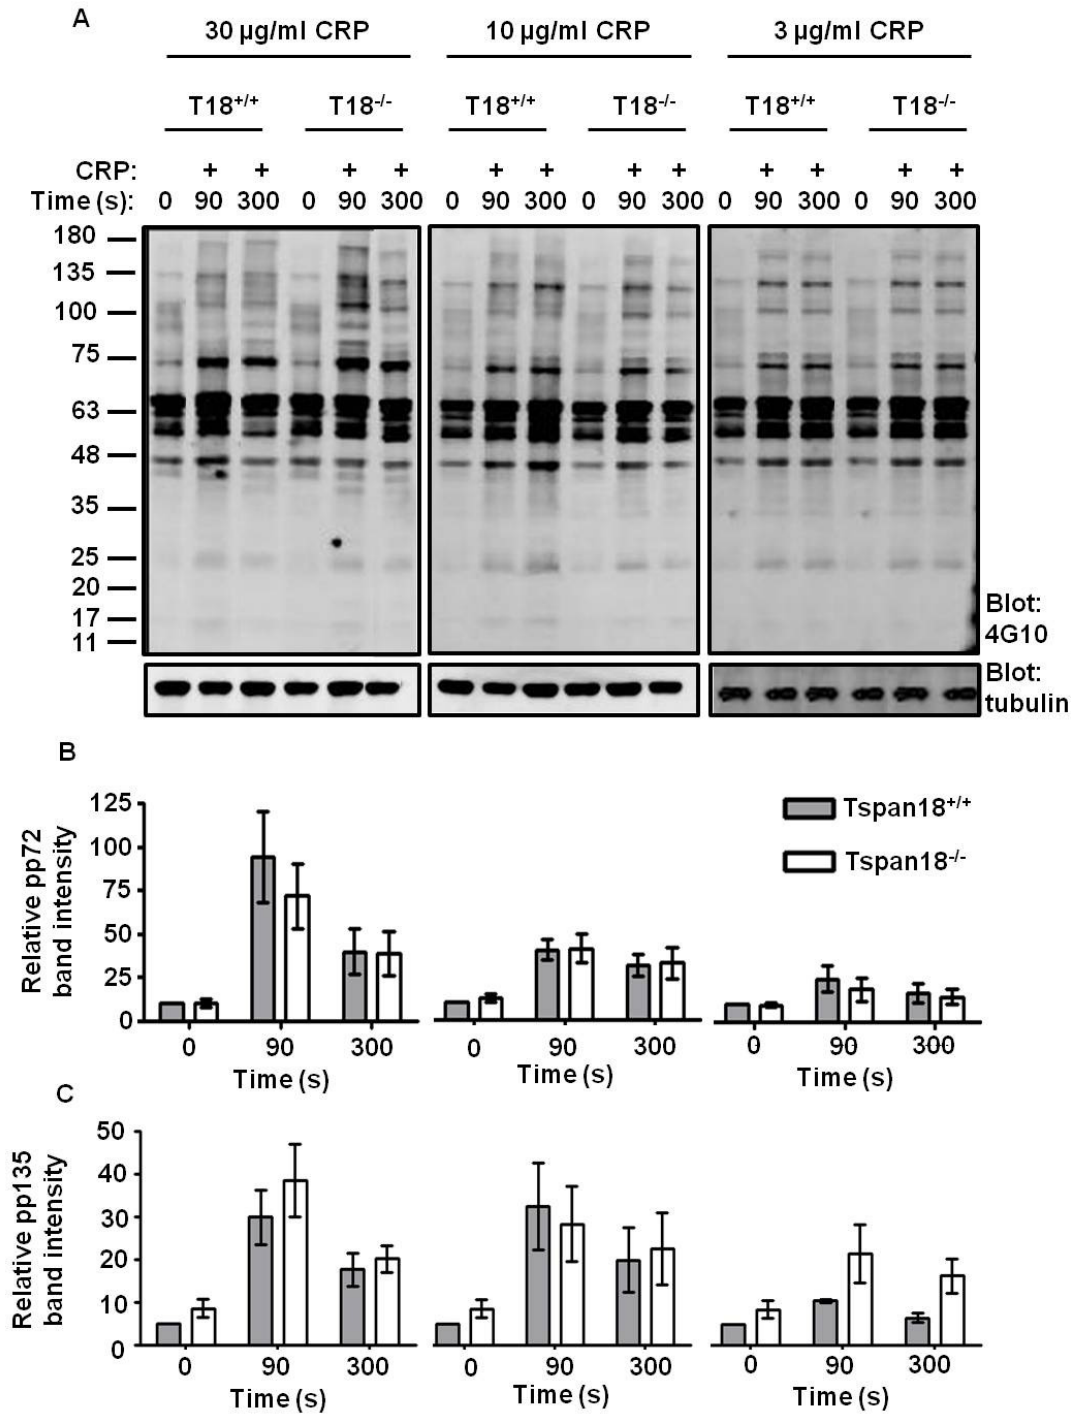 A
30 µg/ml CRP 10 µg/ml CRP 3 µg/ml CRP
T18+/+ T18-/- T18+/+ T18-/- T18+/+ T18-/-
CRP: + + + + + + + + + + + +
Time (s): 0 90 300 0 90 300 0 90 300 0 90 300 0 90 300 0 90 300
180
135
100
75
63
48
35
25
20
17
11
Blot:
4G10
Blot:
tubulin
B
Relative pp72
band intensity
125
100
75
50
25
0
Tspan18+/+
Tspan18-/-
0 90 300 0 90 300 0 90 300
Time (s) Time (s) Time (s)
C
Relative pp135
band intensity
50
40
30
20
10
0
0 90 300 0 90 300 0 90 300
Time (s) Time (s) Time (s)